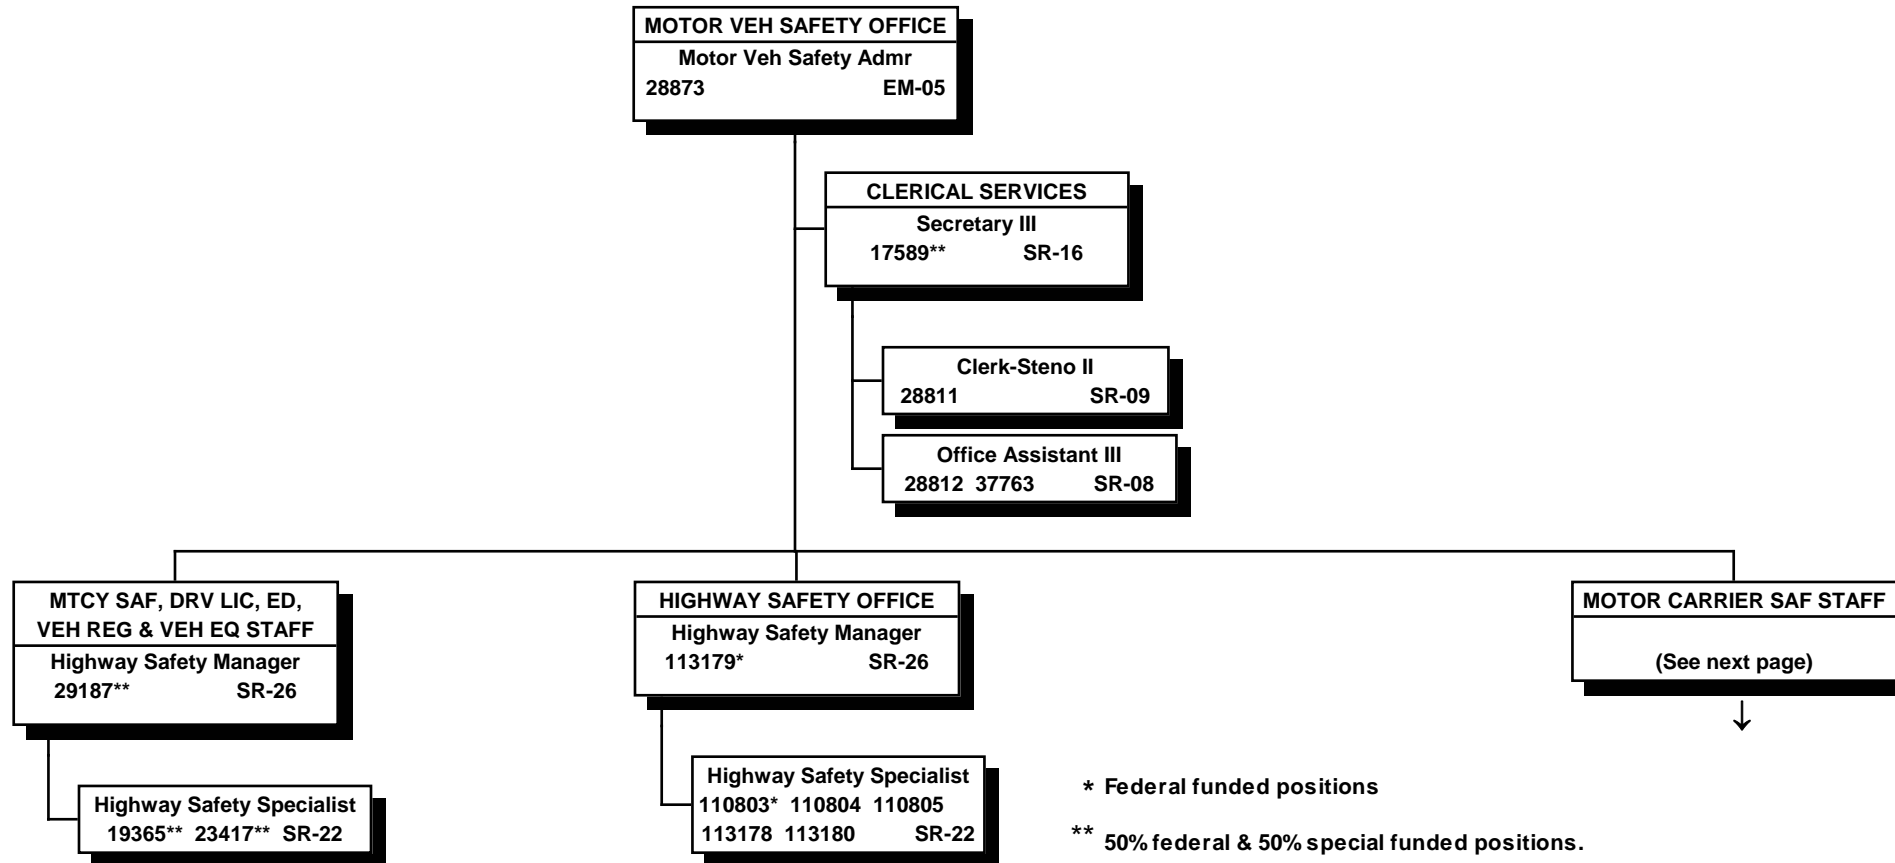 MOTOR VEH SAFETY OFFICE
Motor Veh Safety Admr
28873 EM-05
CLERICAL SERVICES
Secretary III
17589** SR-16
Clerk-Steno II
28811 SR-09
Office Assistant III
28812 37763 SR-08
MTCY SAF, DRV LIC, ED,
VEH REG & VEH EQ STAFF
Highway Safety Manager
29187** SR-26
Highway Safety Specialist
19365** 23417** SR-22
HIGHWAY SAFETY OFFICE
Highway Safety Manager
113179* SR-26
Highway Safety Specialist
110803* 110804 110805
113178 113180 SR-22
MOTOR CARRIER SAF STAFF
(See next page)
* Federal funded positions
** 50% federal & 50% special funded positions.